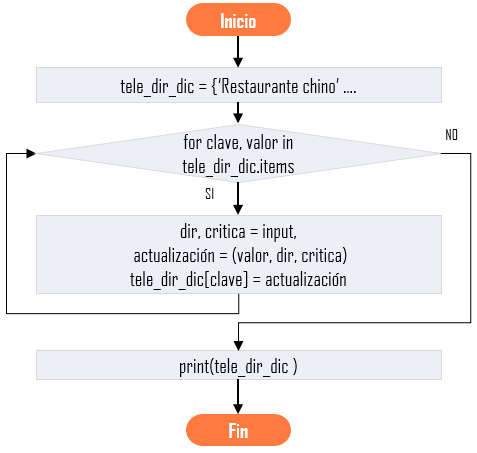 Inicio
tele_dir_dic = {‘Restaurante chino’ ....
for clave, valor in
tele_dir_dic.items
NO
SI
dir, critica = input,
actualización = (valor, dir, critica)
tele_dir_dic[clave] = actualización
print(tele_dir_dic )
Fin